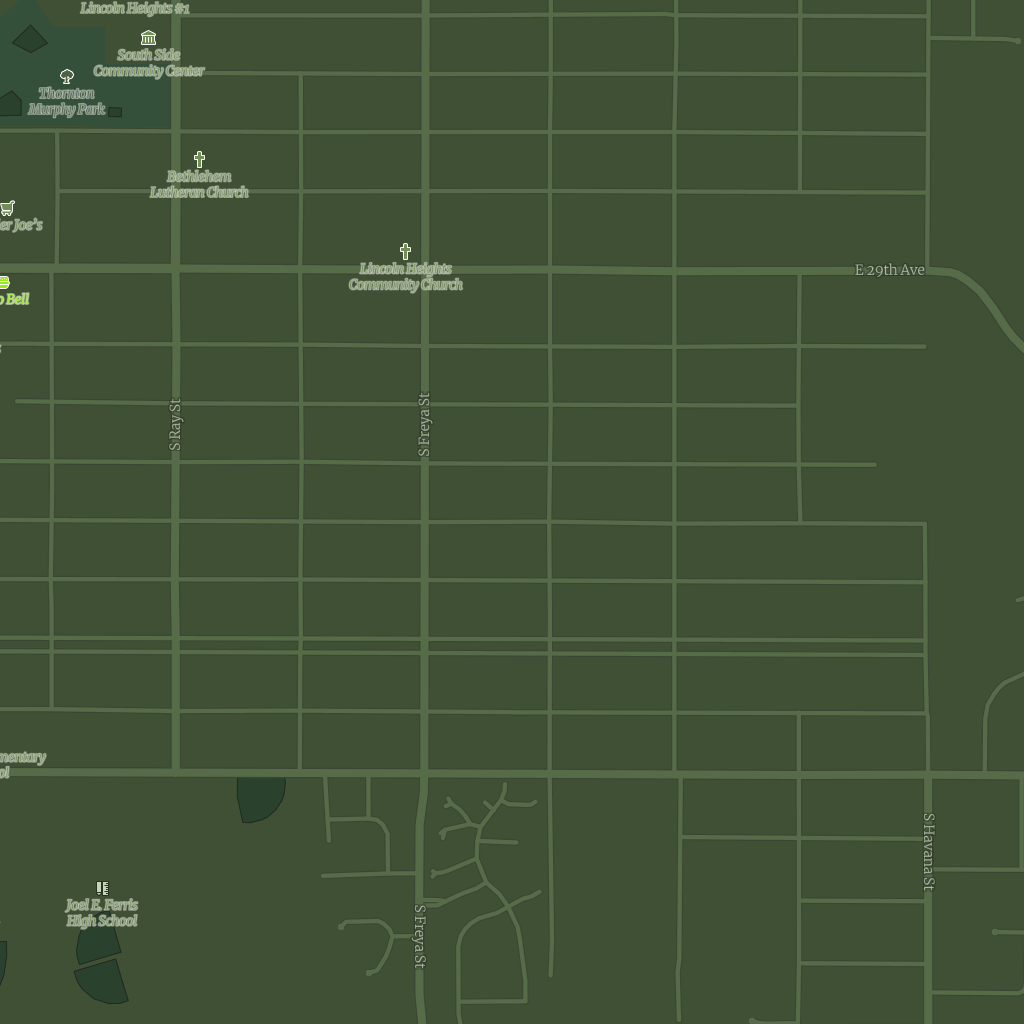 Lincoln Heights #1
South Side
Community Center
Thornton
Murphy Park
Bethlehem
Lutheran Church
er Joe's
Lincoln Heights
Community Church
E 29th Ave
Bell
S Ray St
S Freya St
mentary
ol
S Havana St
Joel E. Ferris
High School
S Freya St